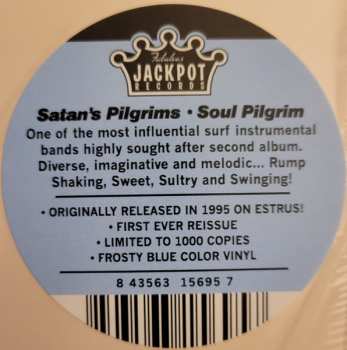 Fabulous
JACKPOT
RECORDS
Satan's Pilgrims • Soul Pilgrim
One of the most influential surf instrumental
bands highly sought after second album.
Diverse, imaginative and melodic... Rump
Shaking, Sweet, Sultry and Swinging!
• ORIGINALLY RELEASED IN 1995 ON ESTRUS!
• FIRST EVER REISSUE
• LIMITED TO 1000 COPIES
• FROSTY BLUE COLOR VINYL
8 43563 15695 7